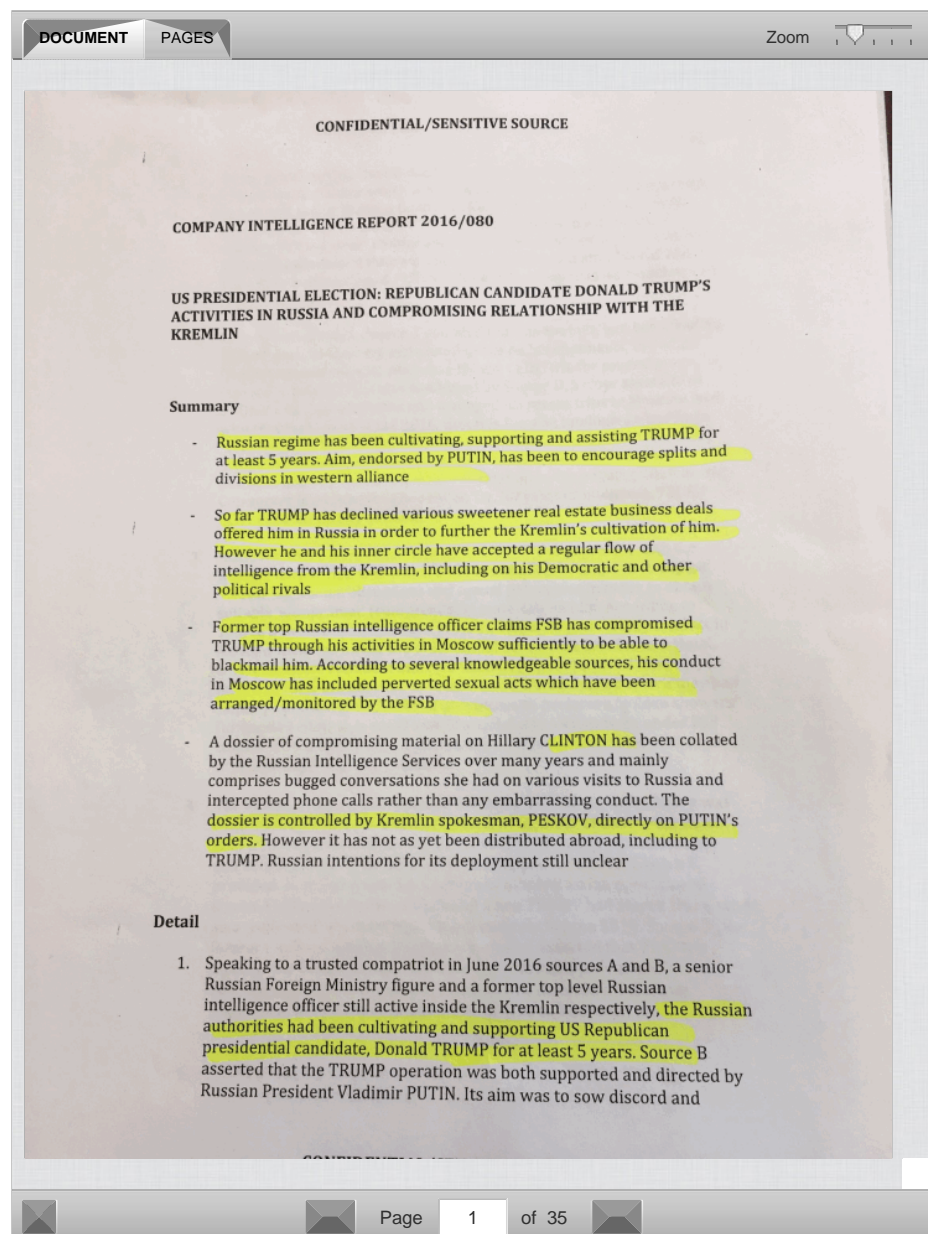 DOCUMENT PAGES Zoom
CONFIDENTIAL/SENSITIVE SOURCE
COMPANY INTELLIGENCE REPORT 2016/080
US PRESIDENTIAL ELECTION: REPUBLICAN CANDIDATE DONALD TRUMP'S
ACTIVITIES IN RUSSIA AND COMPROMISING RELATIONSHIP WITH THE
KREMLIN
Summary
- Russian regime has been cultivating, supporting and assisting TRUMP for
at least 5 years. Aim, endorsed by PUTIN, has been to encourage splits and
divisions in western alliance
- So far TRUMP has declined various sweetener real estate business deals
offered him in Russia in order to further the Kremlin's cultivation of him.
However he and his inner circle have accepted a regular flow of
intelligence from the Kremlin, including on his Democratic and other
political rivals
- Former top Russian intelligence officer claims FSB has compromised
TRUMP through his activities in Moscow sufficiently to be able to
blackmail him. According to several knowledgeable sources, his conduct
in Moscow has included perverted sexual acts which have been
arranged/monitored by the FSB
- A dossier of compromising material on Hillary CLINTON has been collated
by the Russian Intelligence Services over many years and mainly
comprises bugged conversations she had on various visits to Russia and
intercepted phone calls rather than any embarrassing conduct. The
dossier is controlled by Kremlin spokesman, PESKOV, directly on PUTIN's
orders. However it has not as yet been distributed abroad, including to
TRUMP. Russian intentions for its deployment still unclear
Detail
1. Speaking to a trusted compatriot in June 2016 sources A and B, a senior
Russian Foreign Ministry figure and a former top level Russian
intelligence officer still active inside the Kremlin respectively, the Russian
authorities had been cultivating and supporting US Republican
presidential candidate, Donald TRUMP for at least 5 years. Source B
asserted that the TRUMP operation was both supported and directed by
Russian President Vladimir PUTIN. Its aim was to sow discord and
Page 1 of 35